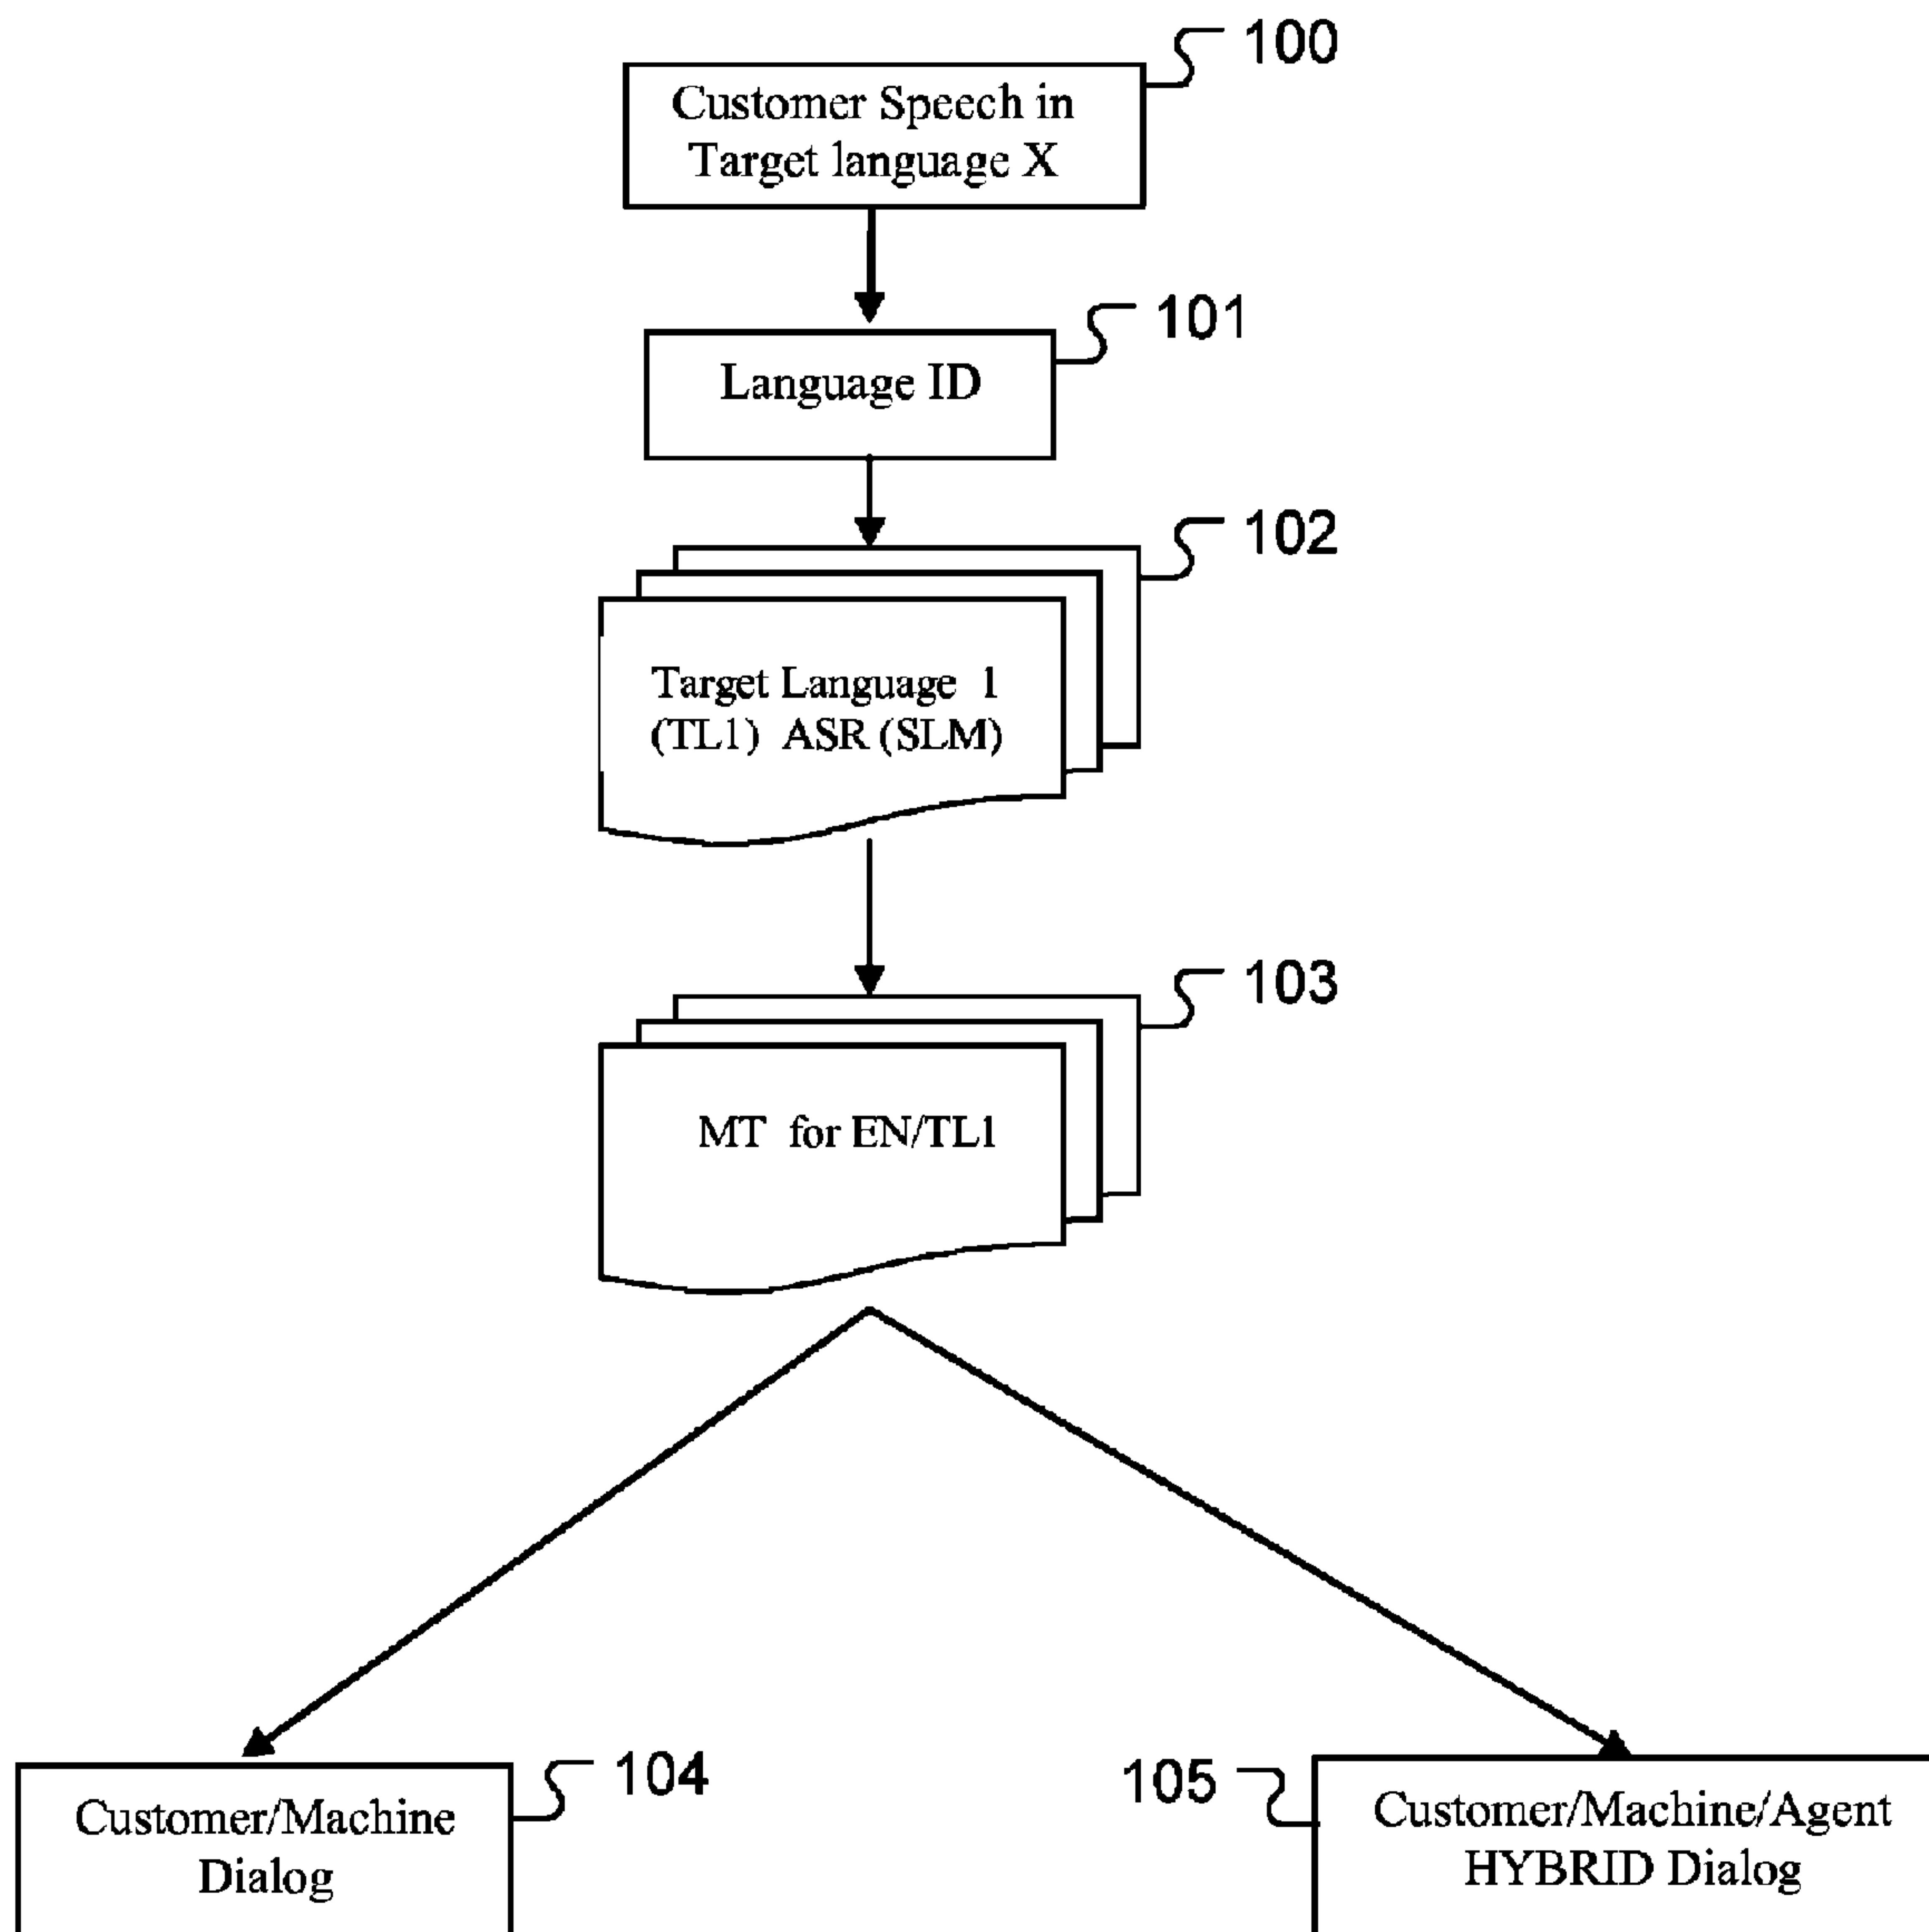 100
Customer Speech in
Target language X
101
Language ID
102
Target Language 1
(TL1) ASR (SLM)
103
MT for EN/TL1
104
Customer/Machine
Dialog
105
Customer/Machine/Agent
HYBRID Dialog